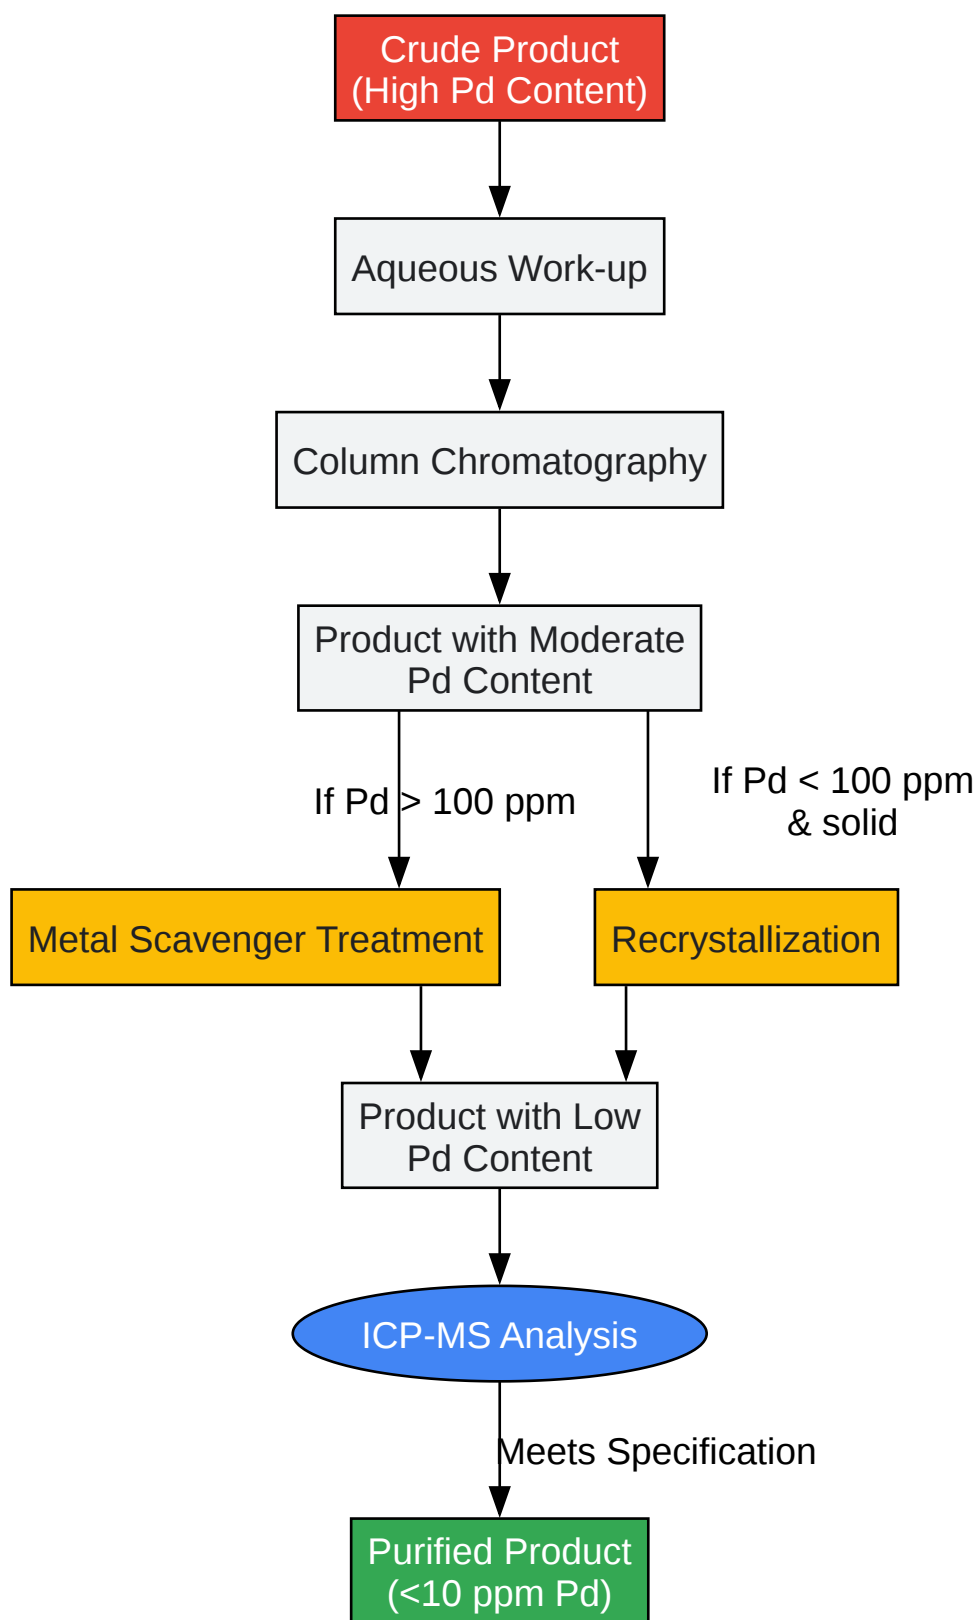 Crude Product
(High Pd Content)
Aqueous Work-up
Column Chromatography
Product with Moderate
Pd Content
If Pd > 100 ppm
If Pd < 100 ppm
& solid
Metal Scavenger Treatment
Recrystallization
Product with Low
Pd Content
ICP-MS Analysis
Meets Specification
Purified Product
(<10 ppm Pd)